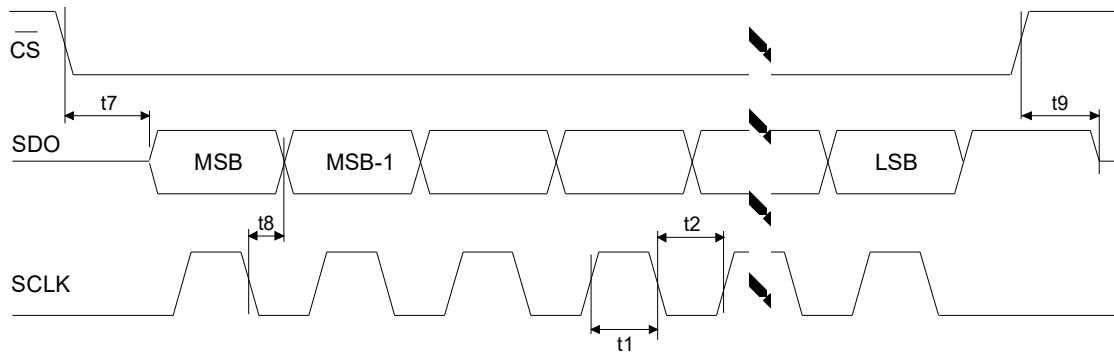 CS
t7
t9
SDO
MSB
MSB-1
LSB
t8
t2
SCLK
t1